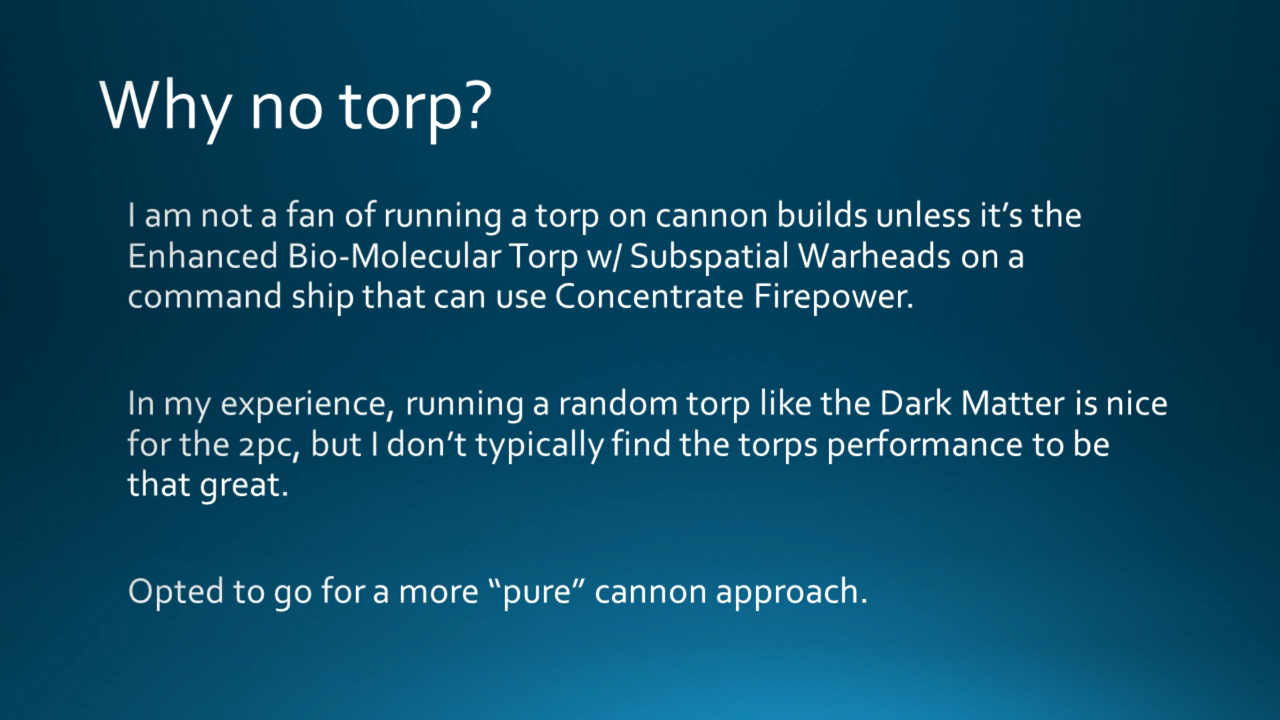 Why no torp?
I am not a fan of running a torp on cannon builds unless it’s the
Enhanced Bio-Molecular Torp w/ Subspatial Warheads on a
command ship that can use Concentrate Firepower.
In my experience, running a random torp like the Dark Matter is nice
for the 2pc, but I don’t typically find the torps performance to be
that great.
Opted to go for a more “pure” cannon approach.